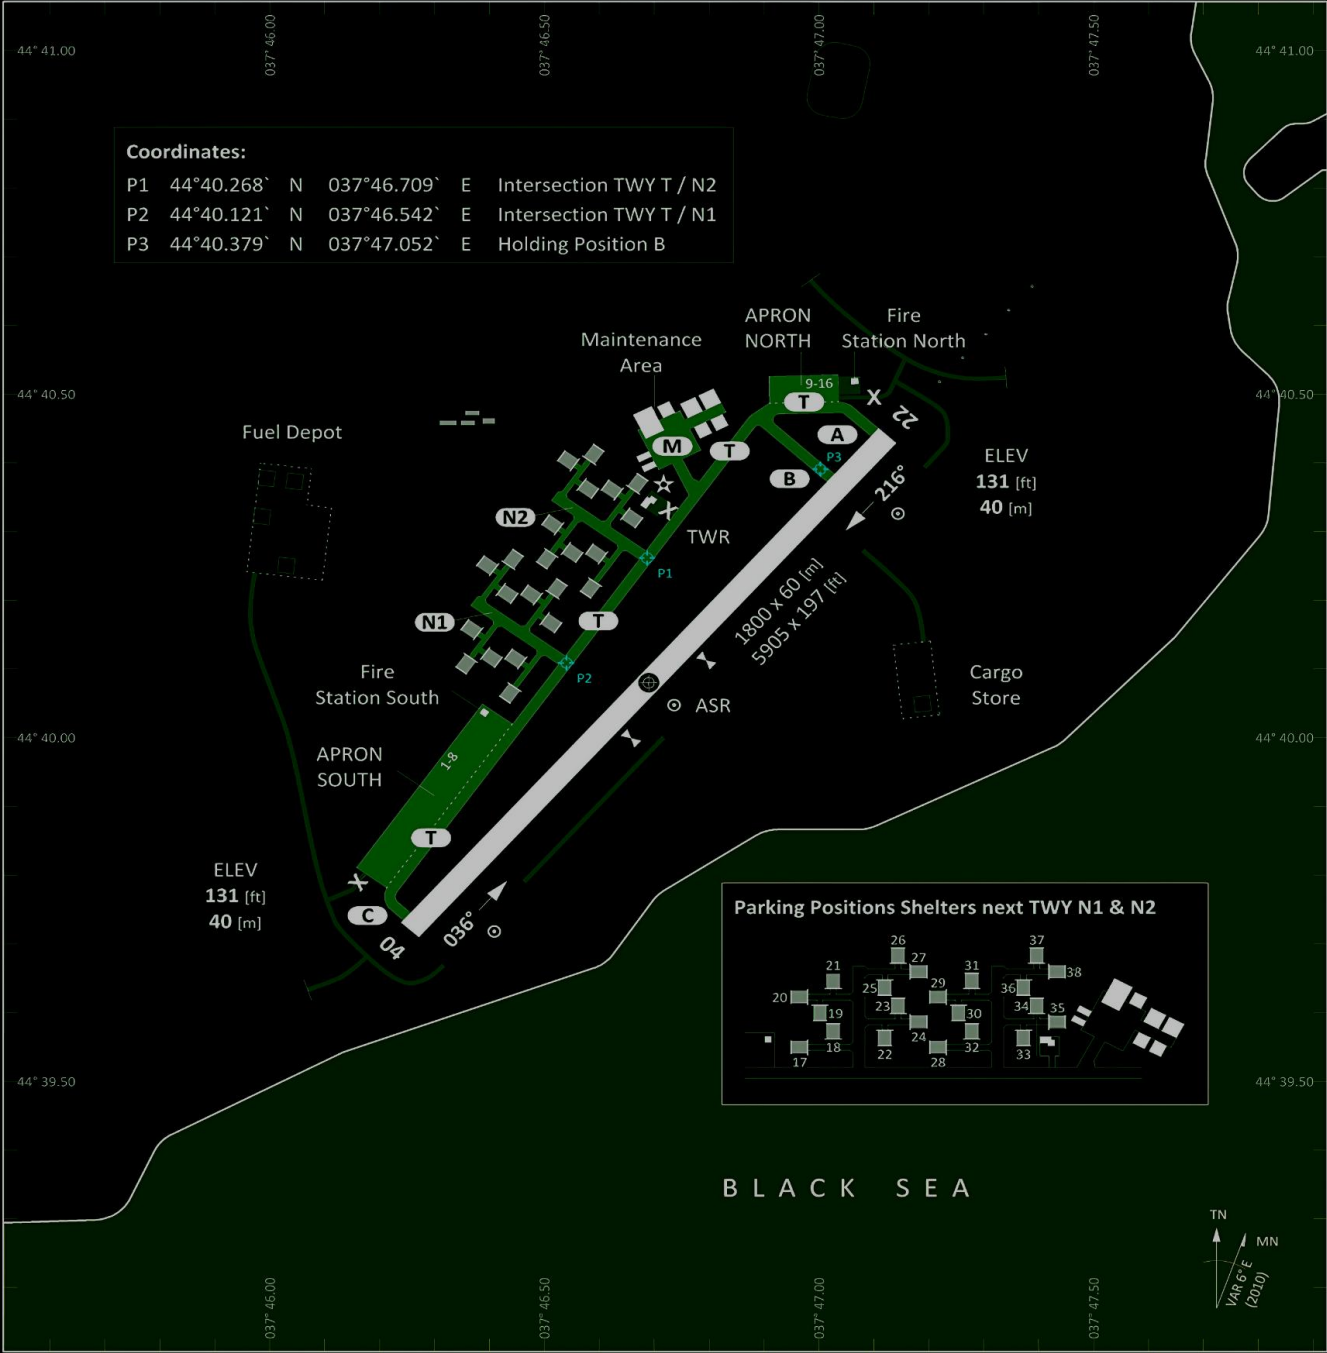 037° 46.00
037° 46.50
037° 47.00
037° 47.50
44° 41.00
44° 41.00
Coordinates:
P1 44°40.268` N 037°46.709` E Intersection TWY T / N2
P2 44°40.121` N 037°46.542` E Intersection TWY T / N1
P3 44°40.379` N 037°47.052` E Holding Position B
APRON
NORTH
Fire
Station North
Maintenance
Area
9-16
44° 40.50
44° 40.50
T
X
22
Fuel Depot
A
M
T
P3
B
ELEV
131 [ft]
40 [m]
216°
N2
X
TWR
P1
1800 x 60 [m]
5905 x 197 [ft]
N1
T
P2
Fire
Station South
Cargo
Store
ASR
44° 40.00
44° 40.00
APRON
SOUTH
1-8
T
ELEV
131 [ft]
40 [m]
X
C
04
036°
Parking Positions Shelters next TWY N1 & N2
26
37
21
27
31
38
20
25
29
36
19
23
30
34
35
17
18
22
24
28
32
33
44° 39.50
44° 39.50
BLACK SEA
TN
MN
VAR 6° E
(2010)
037° 46.00
037° 46.50
037° 47.00
037° 47.50